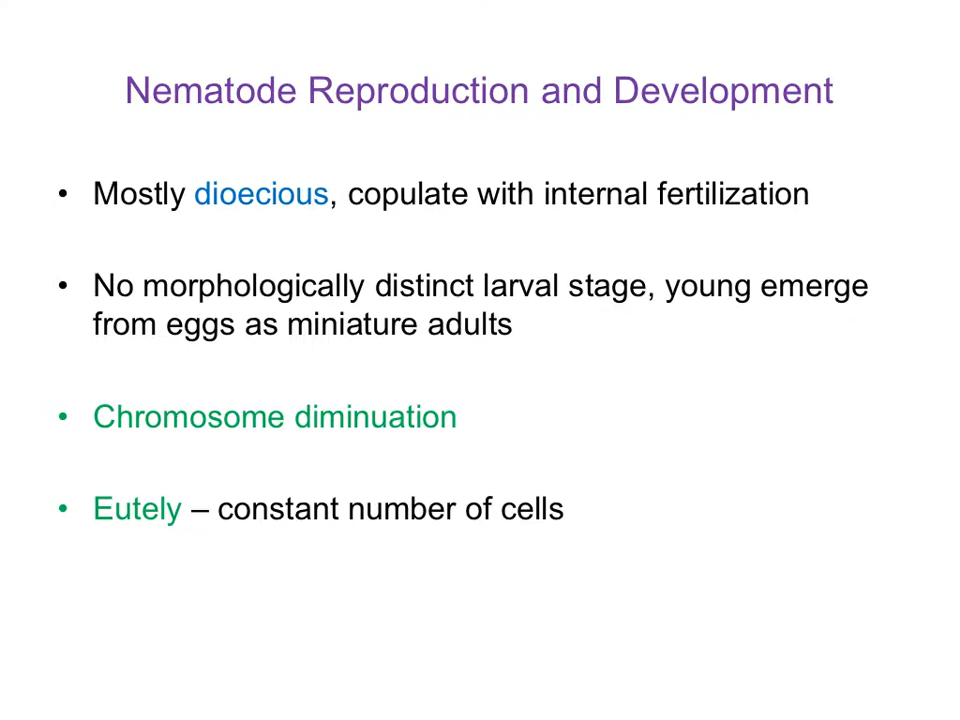 Nematode Reproduction and Development
• Mostly dioecious, copulate with internal fertilization
• No morphologically distinct larval stage, young emerge
from eggs as miniature adults
• Chromosome diminuation
• Eutely – constant number of cells